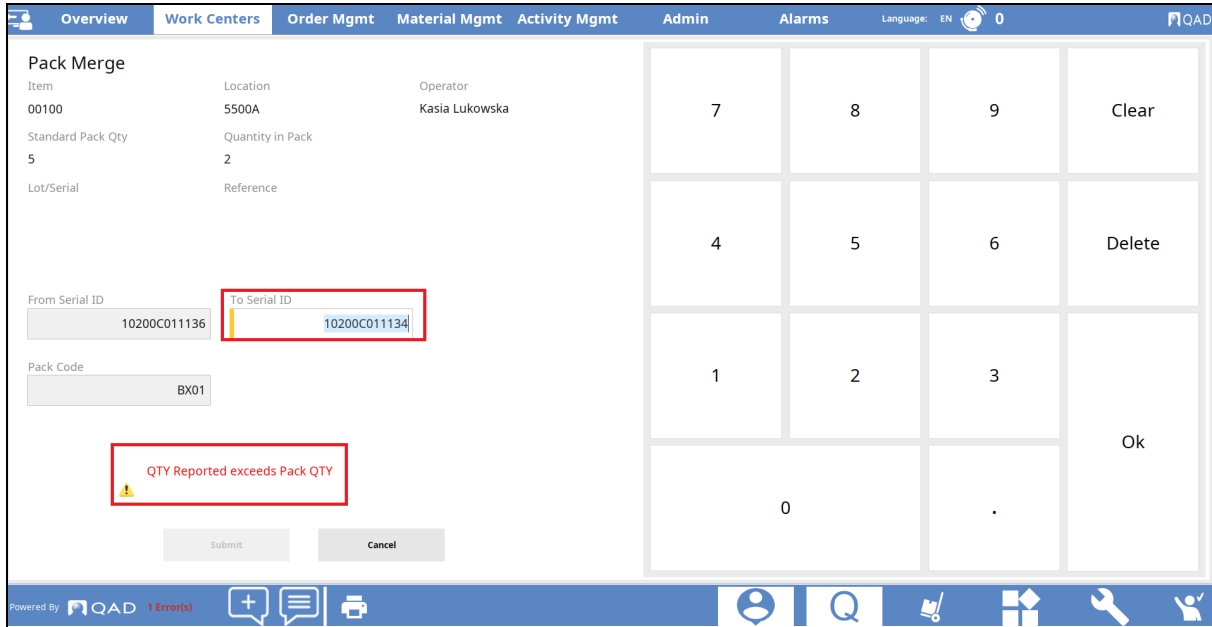 Overview Work Centers Order Mgmt Material Mgmt Activity Mgmt Admin Alarms Language: EN 0 QAD
Pack Merge
Item Location Operator
00100 5500A Kasia Lukowska
Standard Pack Qty Quantity in Pack
5 2
Lot/Serial Reference
From Serial ID To Serial ID
10200C011136 10200C011134
Pack Code
BX01
QTY Reported exceeds Pack QTY
Submit Cancel
7 8 9 Clear
4 5 6 Delete
1 2 3
Ok
0 .
Powered By QAD 1 Error(s) Q